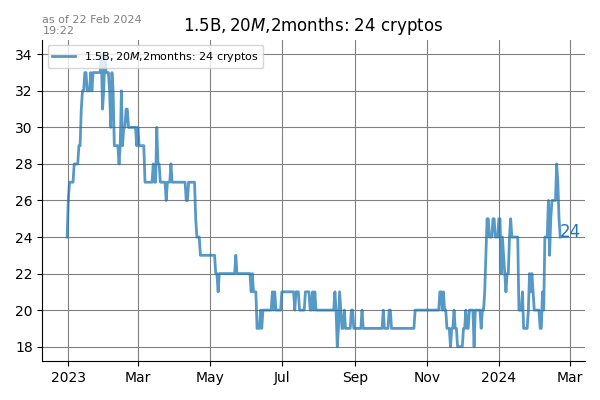 as of 22 Feb 2024
19:22
1.5B, 20M,2months: 24 cryptos
1.5B, 20M,2months: 24 cryptos
34
32
30
28
26
24
22
20
18
24
2023
Mar
May
Jul
Sep
Nov
2024
Mar